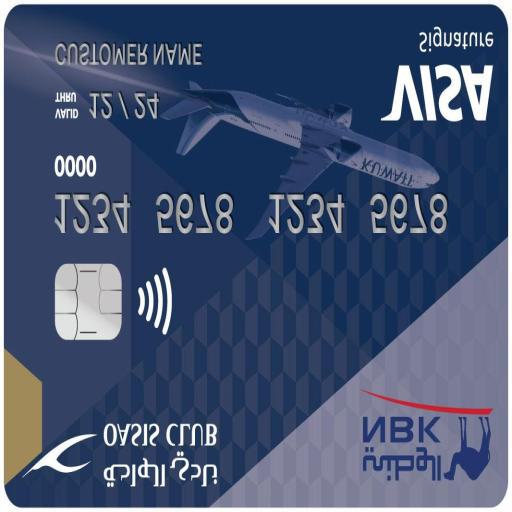 نادي الواحة
OASIS CLUB
الوطني
NBK
1234 5678 1234 5678
0000
KUWAIT
VALID THRU 12/24
CUSTOMER NAME
VISA
Signature